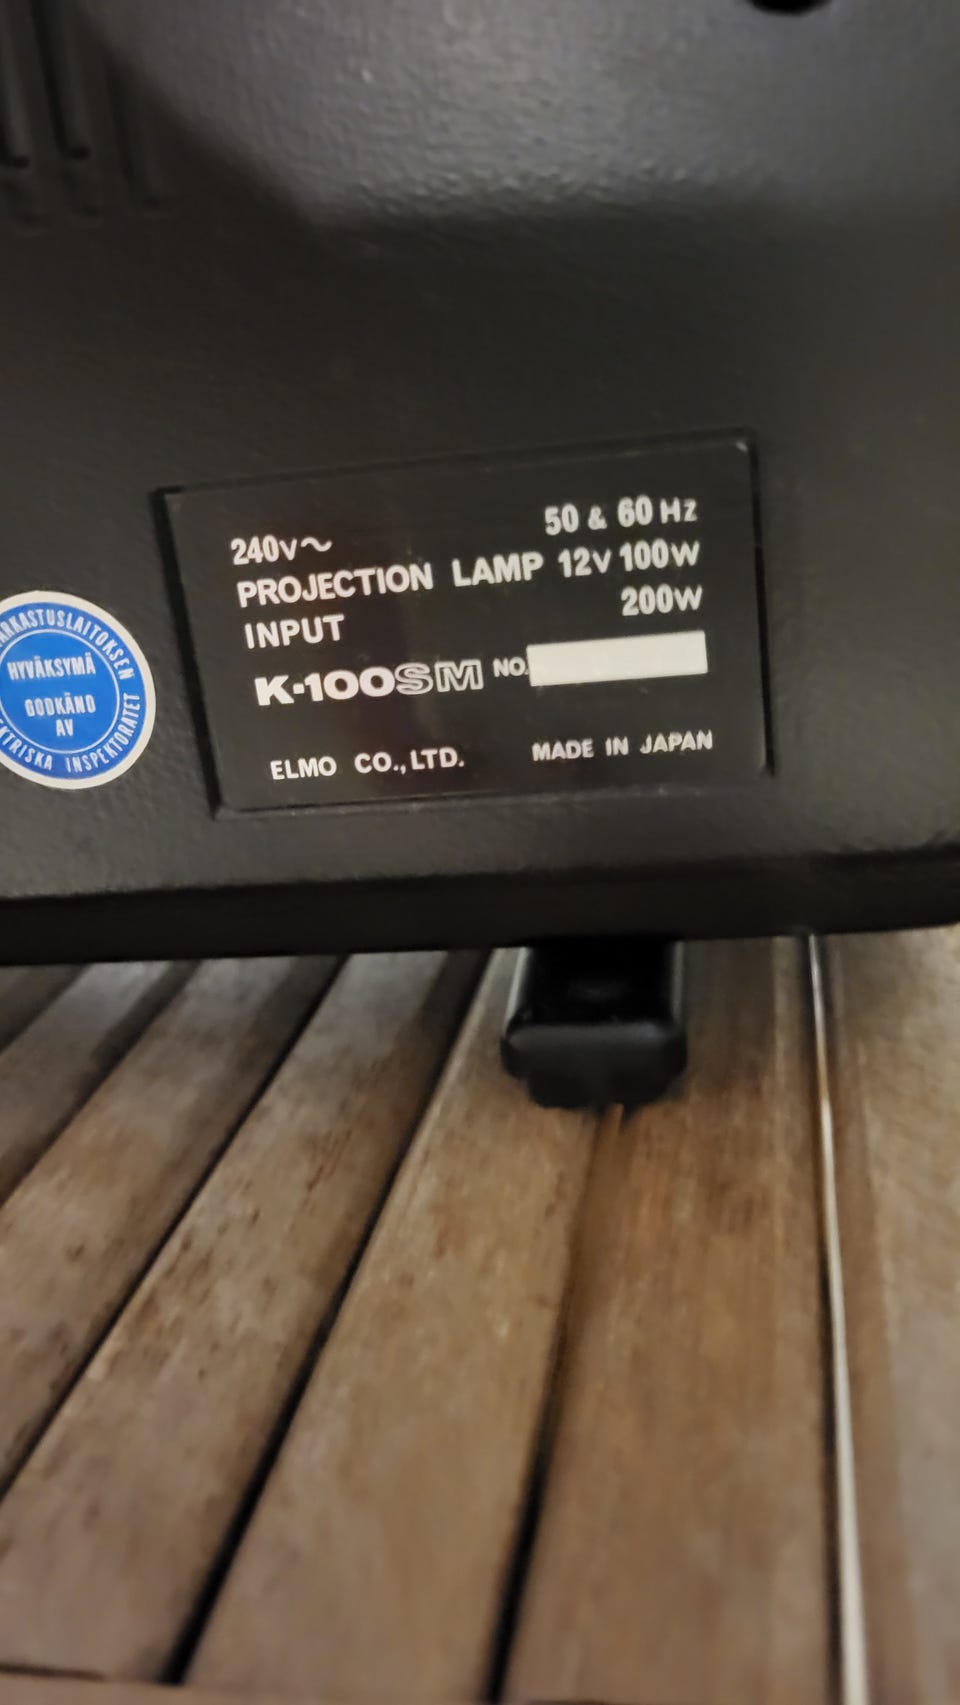 240V~ 50 & 60 Hz
PROJECTION LAMP 12V 100W
INPUT 200W
K-100SM NO.
ELMO CO., LTD. MADE IN JAPAN
HYVÄKSYMÄ
GODKÄND
AV
INSPEKTORATET